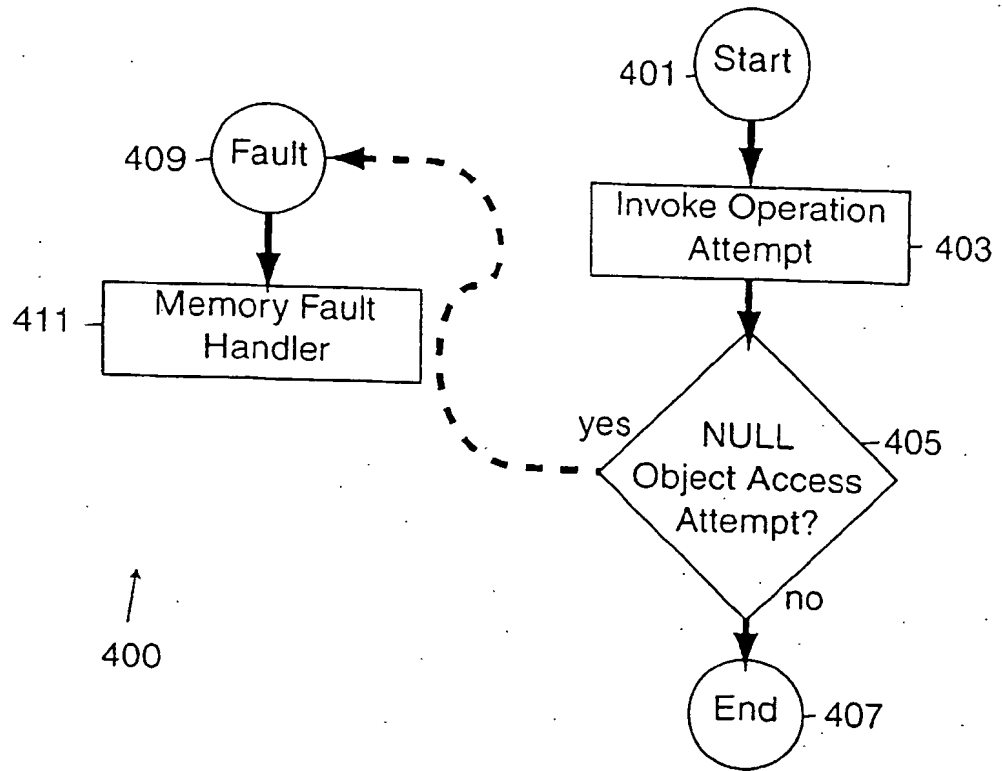 401
Start
409
Fault
Invoke Operation
Attempt
403
411
Memory Fault
Handler
yes
NULL
Object Access
Attempt?
405
no
400
End
407